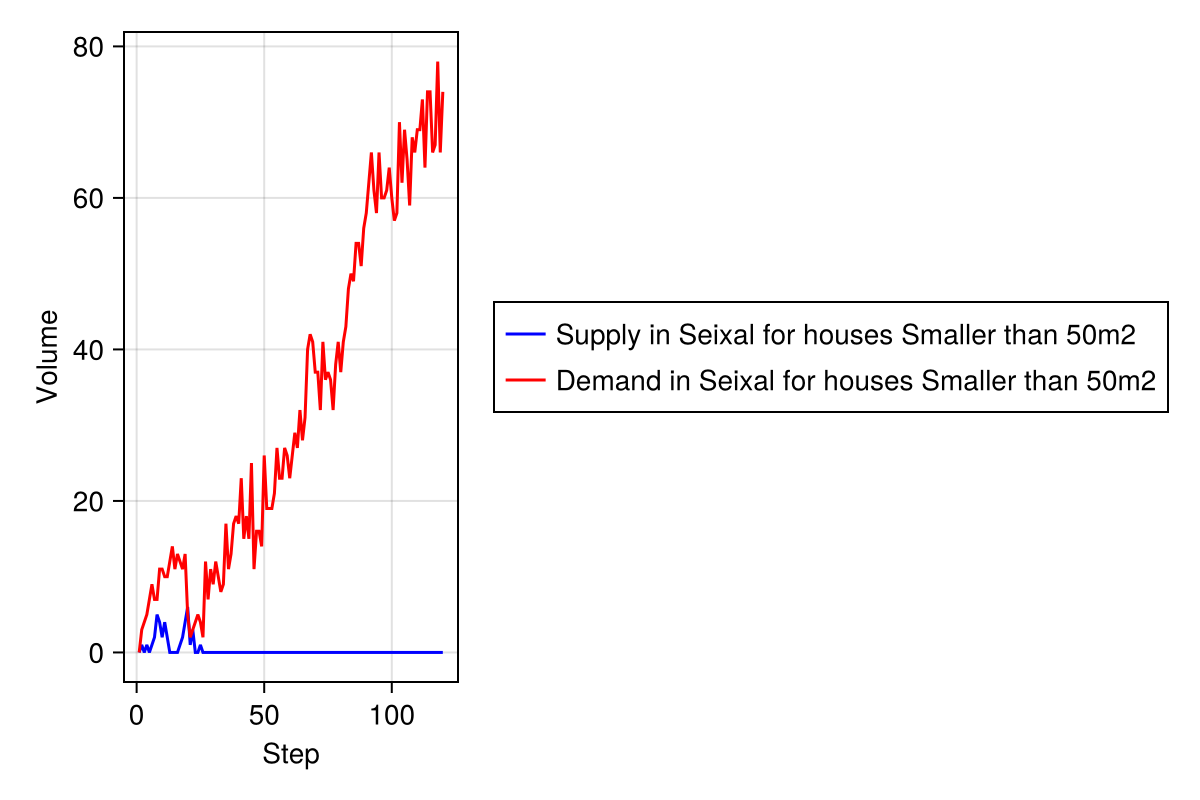 80
60
40
20
0
Volume
0 50 100
Step
Supply in Seixal for houses Smaller than 50m2
Demand in Seixal for houses Smaller than 50m2